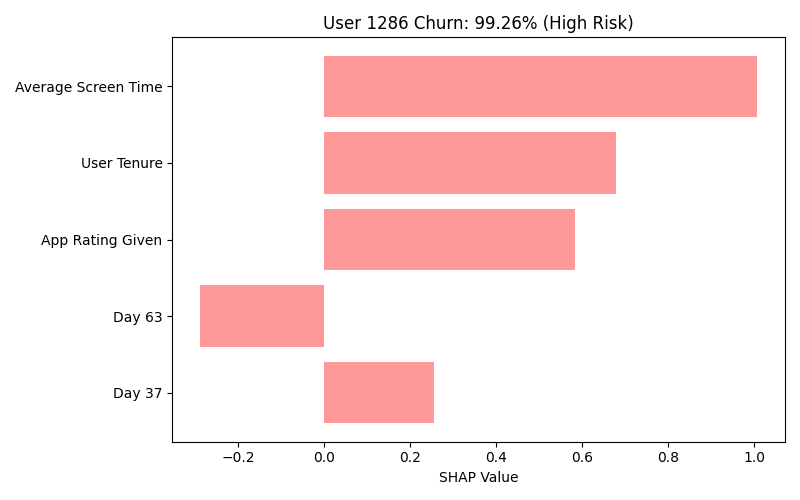 User 1286 Churn: 99.26% (High Risk)
Average Screen Time
User Tenure
App Rating Given
Day 63
Day 37
−0.2 0.0 0.2 0.4 0.6 0.8 1.0
SHAP Value